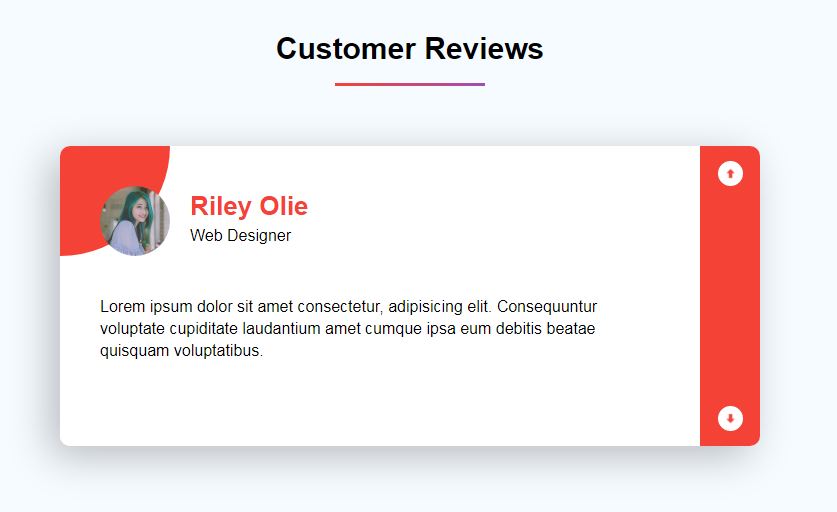 Customer Reviews
Riley Olie
Web Designer
Lorem ipsum dolor sit amet consectetur, adipisicing elit. Consequuntur
voluptate cupiditate laudantium amet cumque ipsa eum debitis beatae
quisquam voluptatibus.